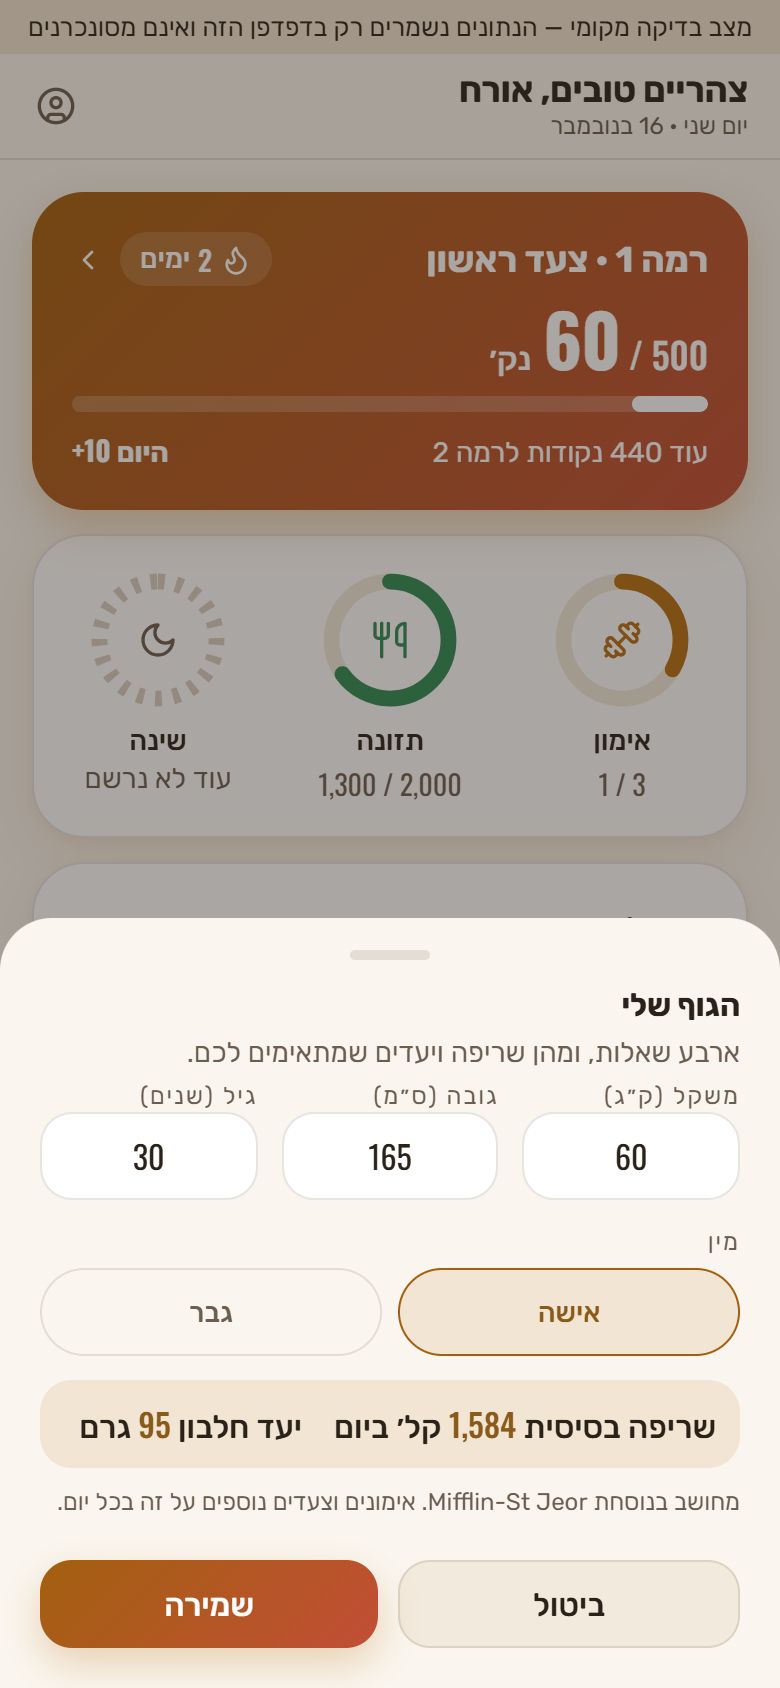 מצב בדיקה מקומי – הנתונים נשמרים רק בדפדפן הזה ואינם מסונכרנים
צהריים טובים, אורח
יום שני • 16 בנובמבר
רמה 1 • צעד ראשון
2 ימים
60 / 500 נק׳
עוד 440 נקודות לרמה 2
היום 10+
אימון
1 / 3
תזונה
1,300 / 2,000
שינה
עוד לא נרשם
הגוף שלי
ארבע שאלות, ומהן שריפה ויעדים שמתאימים לכם.
משקל (ק״ג)
60
גובה (ס״מ)
165
גיל (שנים)
30
מין
אישה
גבר
שריפה בסיסית 1,584 קל׳ ביום
יעד חלבון 95 גרם
מחושב בנוסחת Mifflin-St Jeor. אימונים וצעדים נוספים על זה בכל יום.
ביטול
שמירה